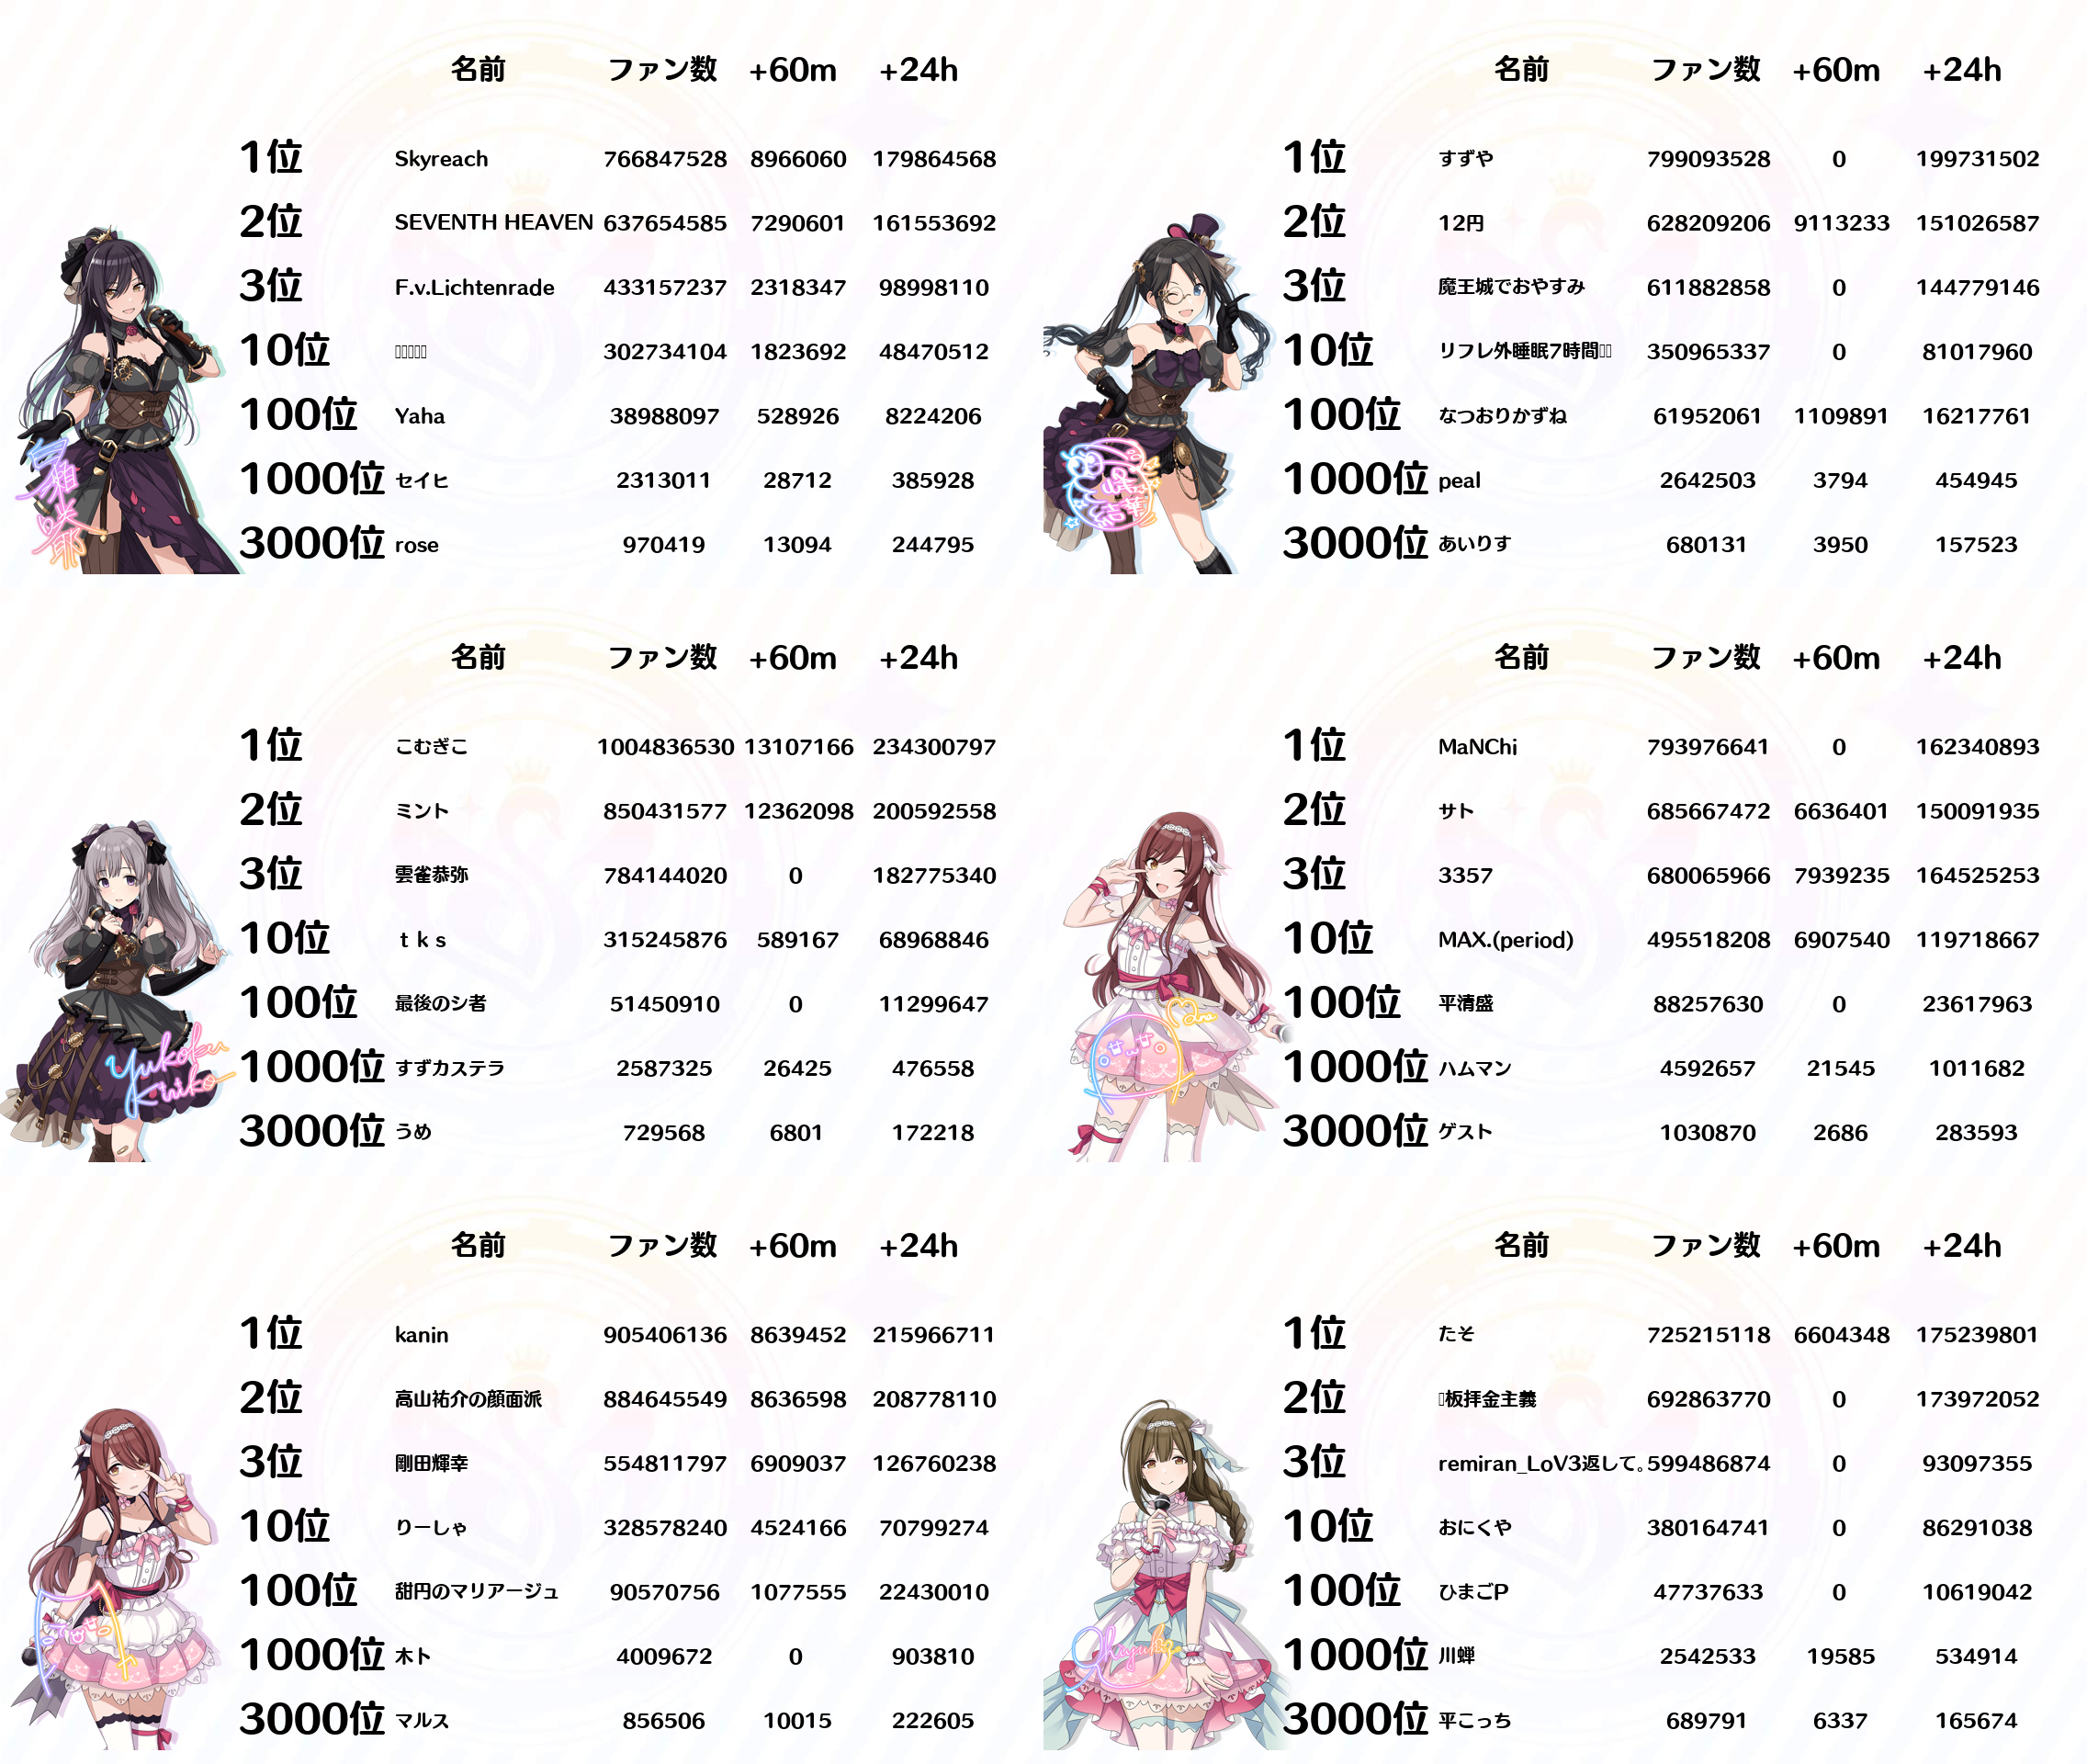 名前 ファン数 +60m +24h
1位 Skyreach 766847528 8966060 179864568
2位 SEVENTH HEAVEN 637654585 7290601 161553692
3位 F.v.Lichtenrade 433157237 2318347 98998110
10位 302734104 1823692 48470512
100位 Yaha 38988097 528926 8224206
1000位 セイヒ 2313011 28712 385928
3000位 rose 970419 13094 244795
白瀬咲耶
名前 ファン数 +60m +24h
1位 すずや 799093528 0 199731502
2位 12円 628209206 9113233 151026587
3位 魔王城でおやすみ 611882858 0 144779146
10位 リフレ外睡眠7時間 350965337 0 81017960
100位 なつおりかずね 61952061 1109891 16217761
1000位 peal 2642503 3794 454945
3000位 あいりす 680131 3950 157523
結華
名前 ファン数 +60m +24h
1位 こむぎこ 1004836530 13107166 234300797
2位 ミント 850431577 12362098 200592558
3位 雲雀恭弥 784144020 0 182775340
10位 ｔｋｓ 315245876 589167 68968846
100位 最後のシ者 51450910 0 11299647
1000位 すずカステラ 2587325 26425 476558
3000位 うめ 729568 6801 172218
Yukoku
Kiriko
名前 ファン数 +60m +24h
1位 MaNChi 793976641 0 162340893
2位 サト 685667472 6636401 150091935
3位 3357 680065966 7939235 164525253
10位 MAX.(period) 495518208 6907540 119718667
100位 平清盛 88257630 0 23617963
1000位 ハムマン 4592657 21545 1011682
3000位 ゲスト 1030870 2686 283593
名前 ファン数 +60m +24h
1位 kanin 905406136 8639452 215966711
2位 高山祐介の顔面派 884645549 8636598 208778110
3位 剛田輝幸 554811797 6909037 126760238
10位 りーしゃ 328578240 4524166 70799274
100位 甜円のマリアージュ 90570756 1077555 22430010
1000位 木ト 4009672 0 903810
3000位 マルス 856506 10015 222605
名前 ファン数 +60m +24h
1位 たそ 725215118 6604348 175239801
2位 板拝金主義 692863770 0 173972052
3位 remiran_LoV3返して。 599486874 0 93097355
10位 おにくや 380164741 0 86291038
100位 ひまごP 47737633 0 10619042
1000位 川蝉 2542533 19585 534914
3000位 平こっち 689791 6337 165674